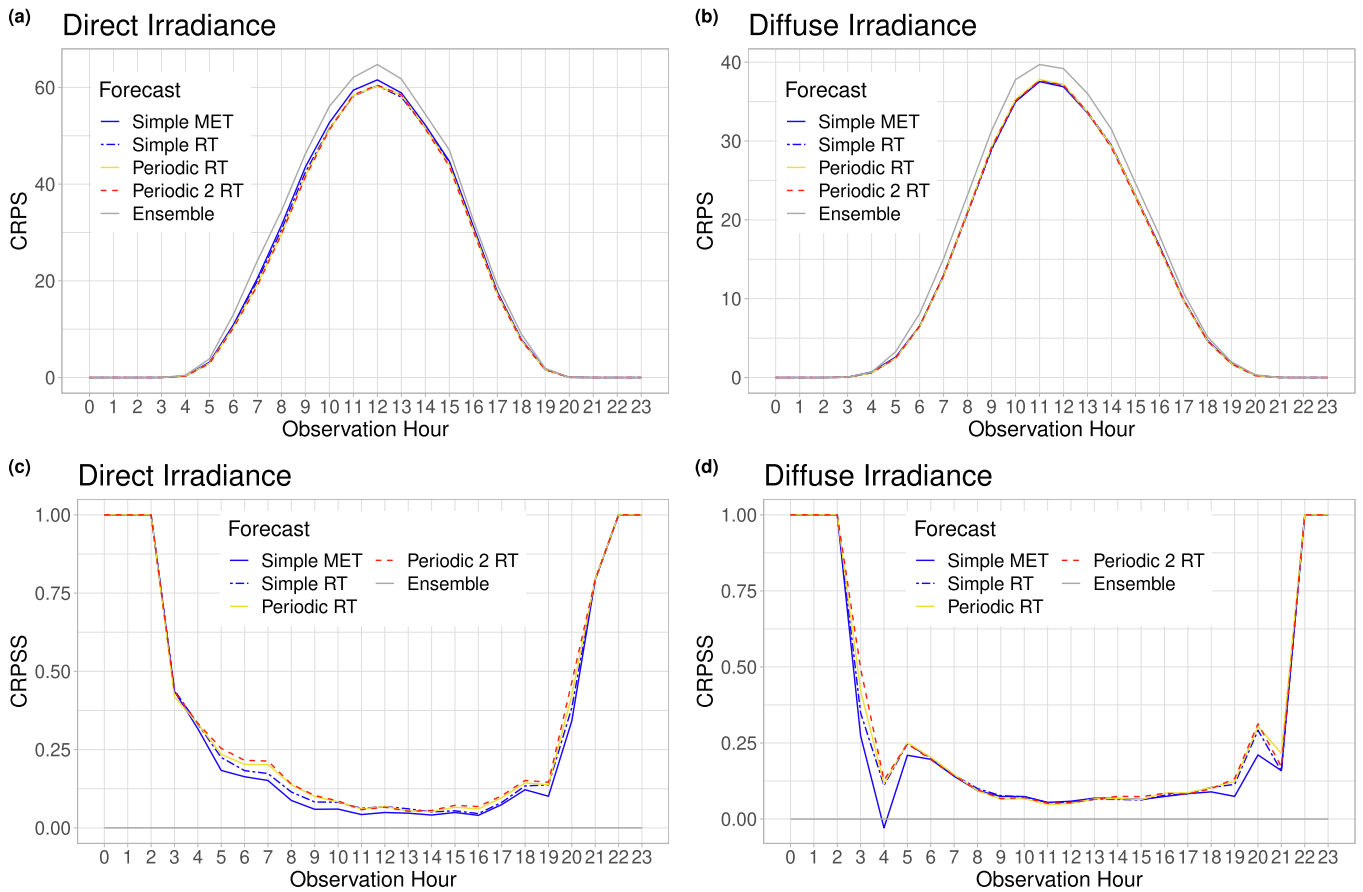 (a) Direct Irradiance
CRPS
60
40
20
0
Forecast
Simple MET
Simple RT
Periodic RT
Periodic 2 RT
Ensemble
0 1 2 3 4 5 6 7 8 9 10 11 12 13 14 15 16 17 18 19 20 21 22 23
Observation Hour
(b) Diffuse Irradiance
CRPS
40
30
20
10
0
Forecast
Simple MET
Simple RT
Periodic RT
Periodic 2 RT
Ensemble
0 1 2 3 4 5 6 7 8 9 10 11 12 13 14 15 16 17 18 19 20 21 22 23
Observation Hour
(c) Direct Irradiance
CRPSS
1.00
0.75
0.50
0.25
0.00
Forecast
Simple MET Periodic 2 RT
Simple RT Ensemble
Periodic RT
0 1 2 3 4 5 6 7 8 9 10 11 12 13 14 15 16 17 18 19 20 21 22 23
Observation Hour
(d) Diffuse Irradiance
CRPSS
1.00
0.75
0.50
0.25
0.00
Forecast
Simple MET Periodic 2 RT
Simple RT Ensemble
Periodic RT
0 1 2 3 4 5 6 7 8 9 10 11 12 13 14 15 16 17 18 19 20 21 22 23
Observation Hour